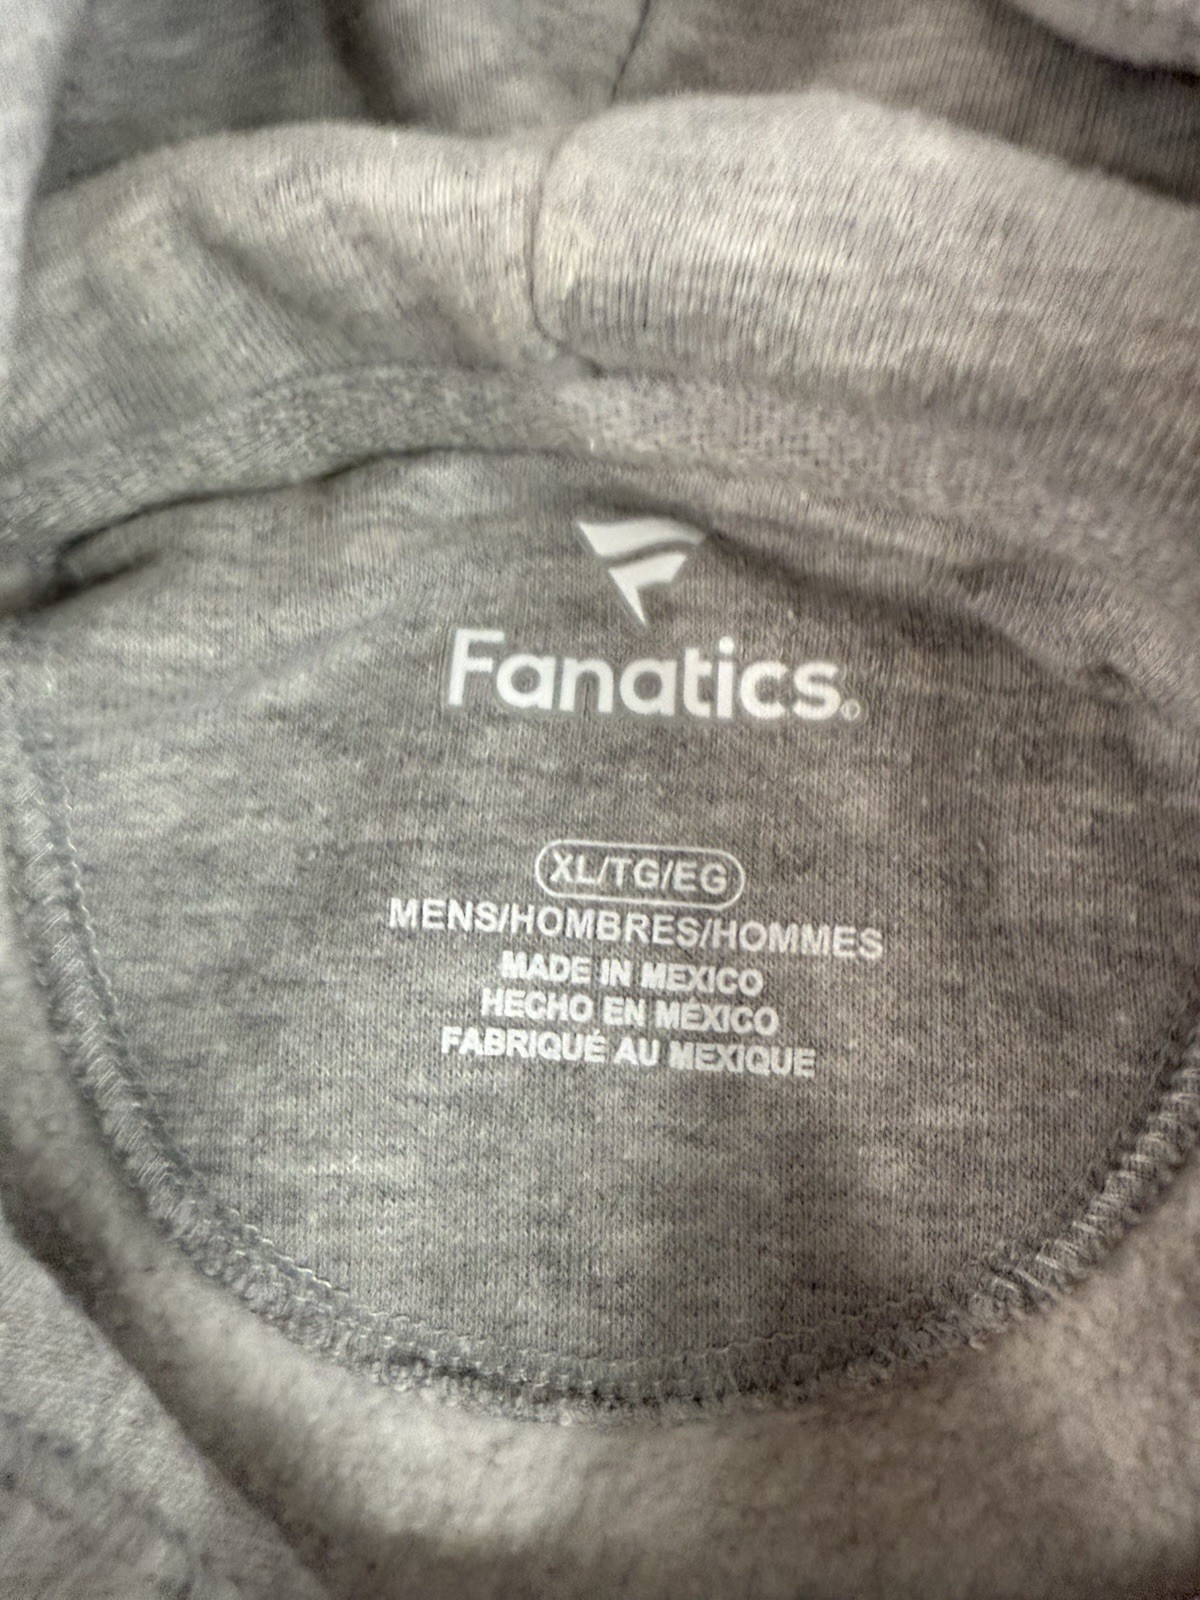 Fanatics®
XL/TG/EG
MENS/HOMBRES/HOMMES
MADE IN MEXICO
HECHO EN MÉXICO
FABRIQUÉ AU MEXIQUE